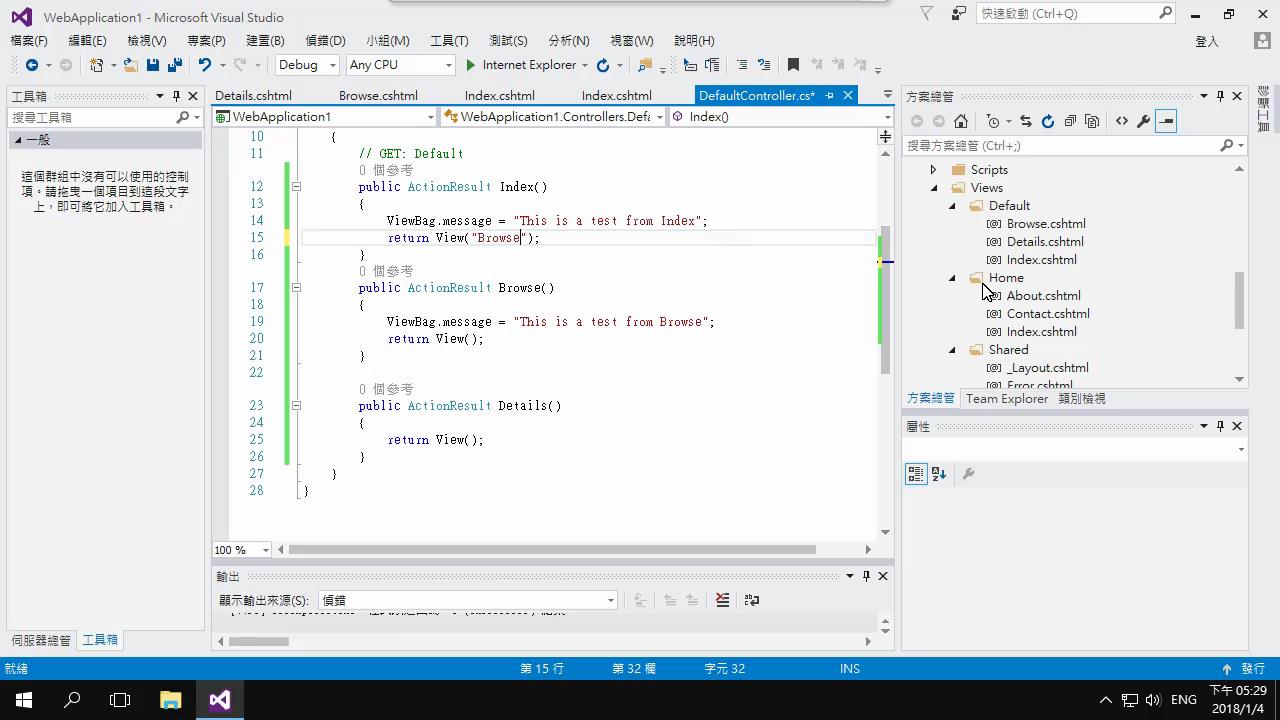 WebApplication1 - Microsoft Visual Studio
快速啟動 (Ctrl+Q)
檔案(F) 編輯(E) 檢視(V) 專案(P) 建置(B) 偵錯(D) 小組(M) 工具(T) 測試(S) 分析(N) 視窗(W) 說明(H)
登入
Debug Any CPU Internet Explorer
工具箱
搜尋工具箱
一般
這個群組中沒有可以使用的控制
項。請拖曳一個項目到這段文字
上，即可將它加入工具箱。
伺服器總管 工具箱
Details.cshtml Browse.cshtml Index.cshtml Index.cshtml DefaultController.cs*
WebApplication1 WebApplication1.Controllers.Defa Index()
10 {
11 // GET: Default
0 個參考
12 public ActionResult Index()
13 {
14 ViewBag.message = "This is a test from Index";
15 return View("Browse");
16 }
0 個參考
17 public ActionResult Browse()
18 {
19 ViewBag.message = "This is a test from Browse";
20 return View();
21 }
22
0 個參考
23 public ActionResult Details()
24 {
25 return View();
26 }
27 }
28 }
100 %
輸出
顯示輸出來源(S): 偵錯
方案總管
搜尋方案總管 (Ctrl+;)
Scripts
Views
Default
Browse.cshtml
Details.cshtml
Index.cshtml
Home
About.cshtml
Contact.cshtml
Index.cshtml
Shared
_Layout.cshtml
Error.cshtml
方案總管 Team Explorer 類別檢視
屬性
就緒 第 15 行 第 32 欄 字元 32 INS 發行
ENG
下午 05:29
2018/1/4